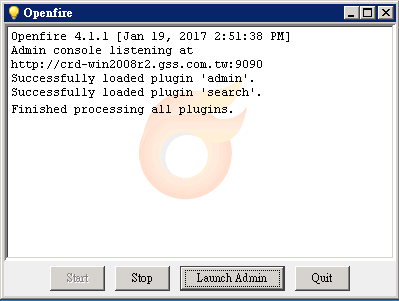 Openfire
Openfire 4.1.1 [Jan 19, 2017 2:51:38 PM]
Admin console listening at
http://crd-win2008r2.gss.com.tw:9090
Successfully loaded plugin 'admin'.
Successfully loaded plugin 'search'.
Finished processing all plugins.
Start Stop Launch Admin Quit